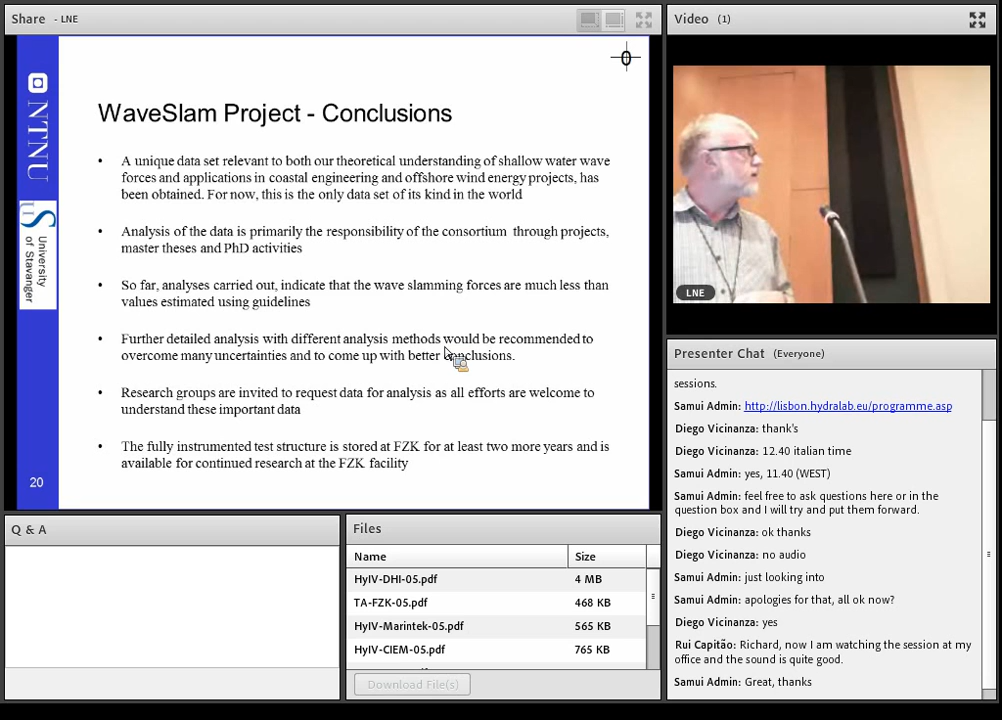 Share - LNE
NTNU
University
of Stavanger
WaveSlam Project - Conclusions
• A unique data set relevant to both our theoretical understanding of shallow water wave
forces and applications in coastal engineering and offshore wind energy projects, has
been obtained. For now, this is the only data set of its kind in the world
• Analysis of the data is primarily the responsibility of the consortium through projects,
master theses and PhD activities
• So far, analyses carried out, indicate that the wave slamming forces are much less than
values estimated using guidelines
• Further detailed analysis with different analysis methods would be recommended to
overcome many uncertainties and to come up with better conclusions.
• Research groups are invited to request data for analysis as all efforts are welcome to
understand these important data
• The fully instrumented test structure is stored at FZK for at least two more years and is
available for continued research at the FZK facility
20
Video (1)
LNE
Presenter Chat (Everyone)
sessions.
Samui Admin: http://lisbon.hydralab.eu/programme.asp
Diego Vicinanza: thank's
Diego Vicinanza: 12.40 italian time
Samui Admin: yes, 11.40 (WEST)
Samui Admin: feel free to ask questions here or in the
question box and I will try and put them forward.
Diego Vicinanza: ok thanks
Diego Vicinanza: no audio
Samui Admin: just looking into
Samui Admin: apologies for that, all ok now?
Diego Vicinanza: yes
Rui Capitão: Richard, now I am watching the session at my
office and the sound is quite good.
Samui Admin: Great, thanks
Q & A
Files
Name Size
HyIV-DHI-05.pdf 4 MB
TA-FZK-05.pdf 468 KB
HyIV-Marintek-05.pdf 565 KB
HyIV-CIEM-05.pdf 765 KB
Download File(s)